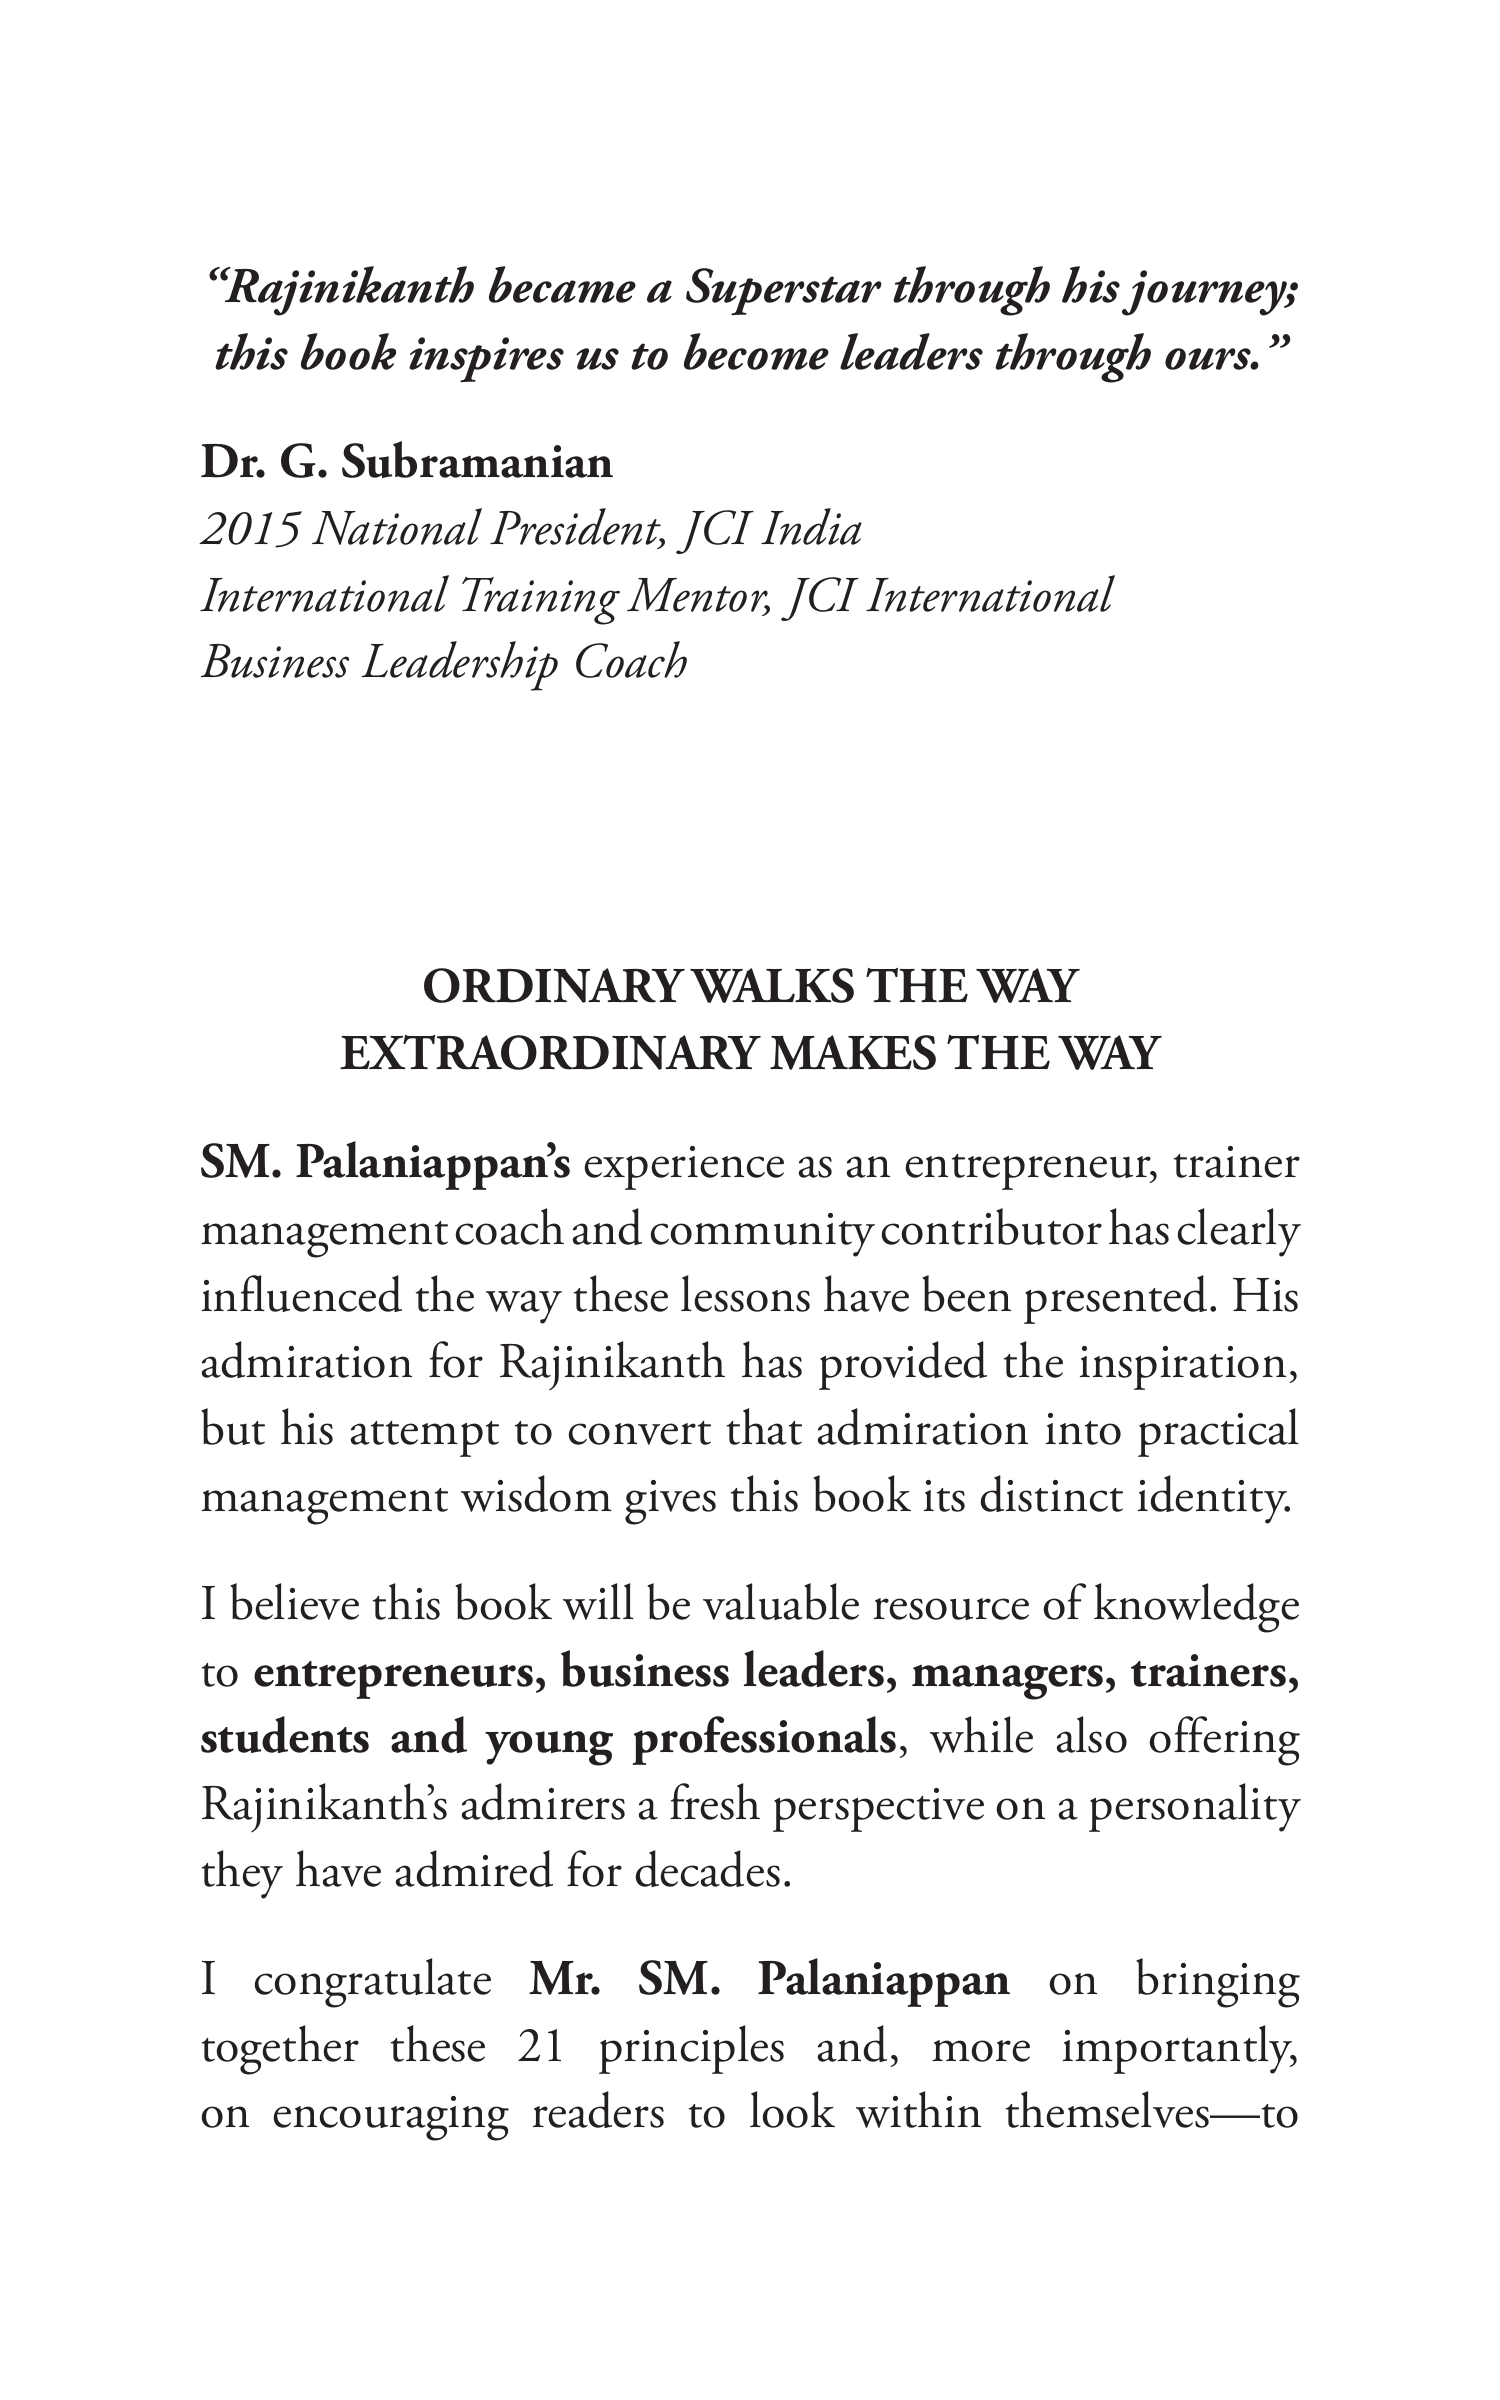 “Rajinikanth became a Superstar through his journey;
this book inspires us to become leaders through ours.”
Dr. G. Subramanian
2015 National President, JCI India
International Training Mentor, JCI International
Business Leadership Coach
ORDINARY WALKS THE WAY
EXTRAORDINARY MAKES THE WAY
SM. Palaniappan’s experience as an entrepreneur, trainer
management coach and community contributor has clearly
influenced the way these lessons have been presented. His
admiration for Rajinikanth has provided the inspiration,
but his attempt to convert that admiration into practical
management wisdom gives this book its distinct identity.
I believe this book will be valuable resource of knowledge
to entrepreneurs, business leaders, managers, trainers,
students and young professionals, while also offering
Rajinikanth’s admirers a fresh perspective on a personality
they have admired for decades.
I congratulate Mr. SM. Palaniappan on bringing
together these 21 principles and, more importantly,
on encouraging readers to look within themselves—to